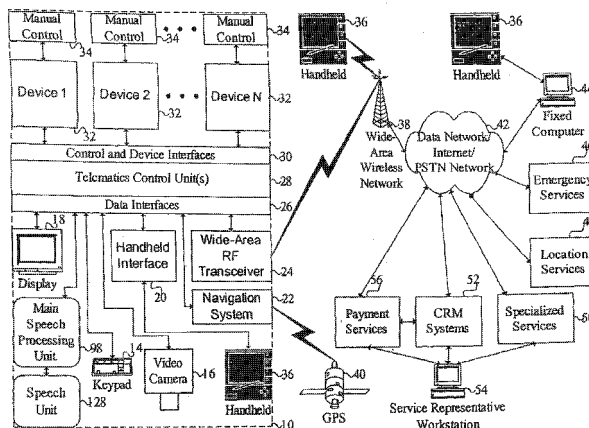 Manual Control
Manual Control
Manual Control
34
34
34
Device 1
Device 2
Device N
32
32
32
Control and Device Interfaces
30
Telematics Control Unit(s)
28
Data Interfaces
26
18
Display
Handheld Interface
20
Wide-Area RF Transceiver
24
Navigation System
22
Main Speech Processing Unit
98
14
Keypad
Video Camera
16
36
Handheld
Speech Unit
128
10
36
Handheld
36
Handheld
38
Wide-Area Wireless Network
42
Data Network/ Internet/ PSTN Network
44
Fixed Computer
Emergency Services
Location Services
56
Payment Services
52
CRM Systems
Specialized Services
40
GPS
54
Service Representative Workstation